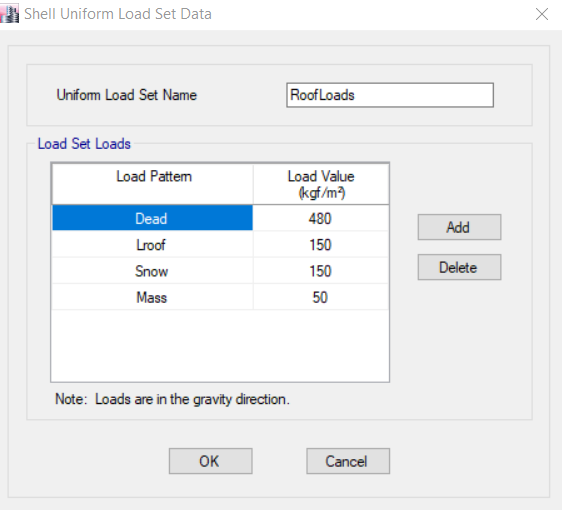 Shell Uniform Load Set Data
Uniform Load Set Name RoofLoads
Load Set Loads
Load Pattern Load Value
(kgf/m²)
Dead 480
Lroof 150
Snow 150
Mass 50
Add
Delete
Note: Loads are in the gravity direction.
OK Cancel